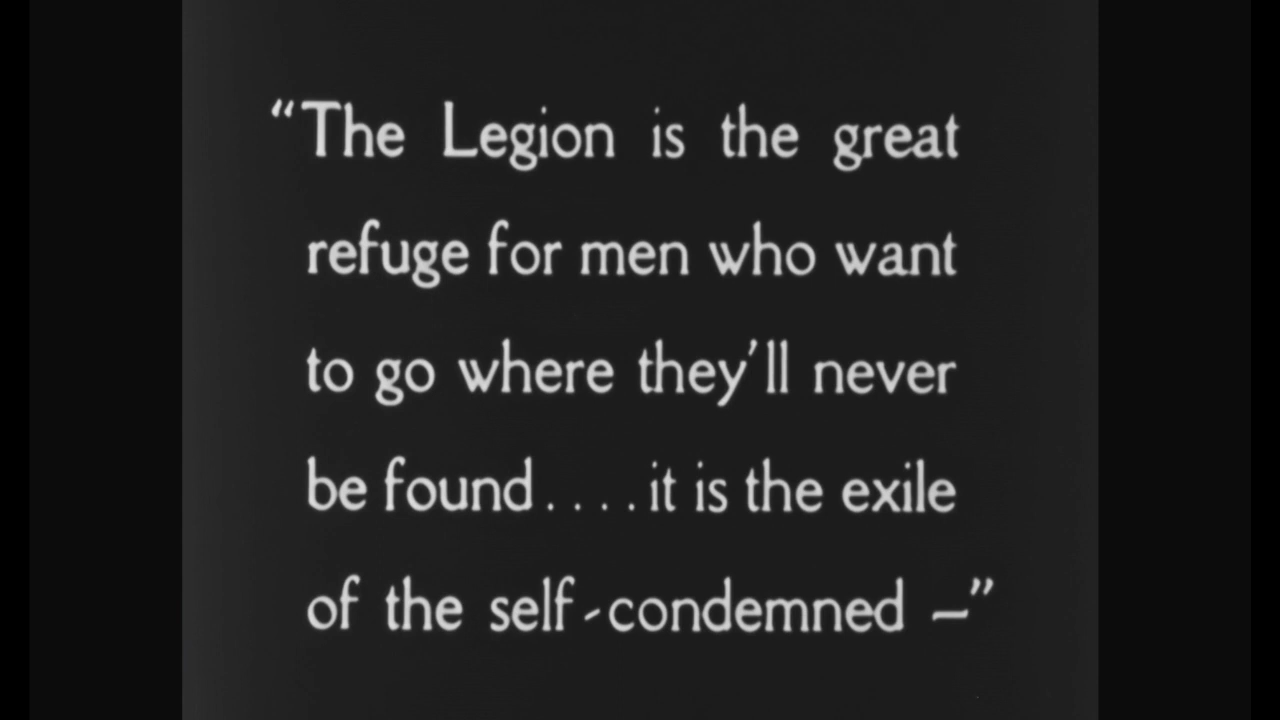 “The Legion is the great
refuge for men who want
to go where they’ll never
be found....it is the exile
of the self-condemned —”